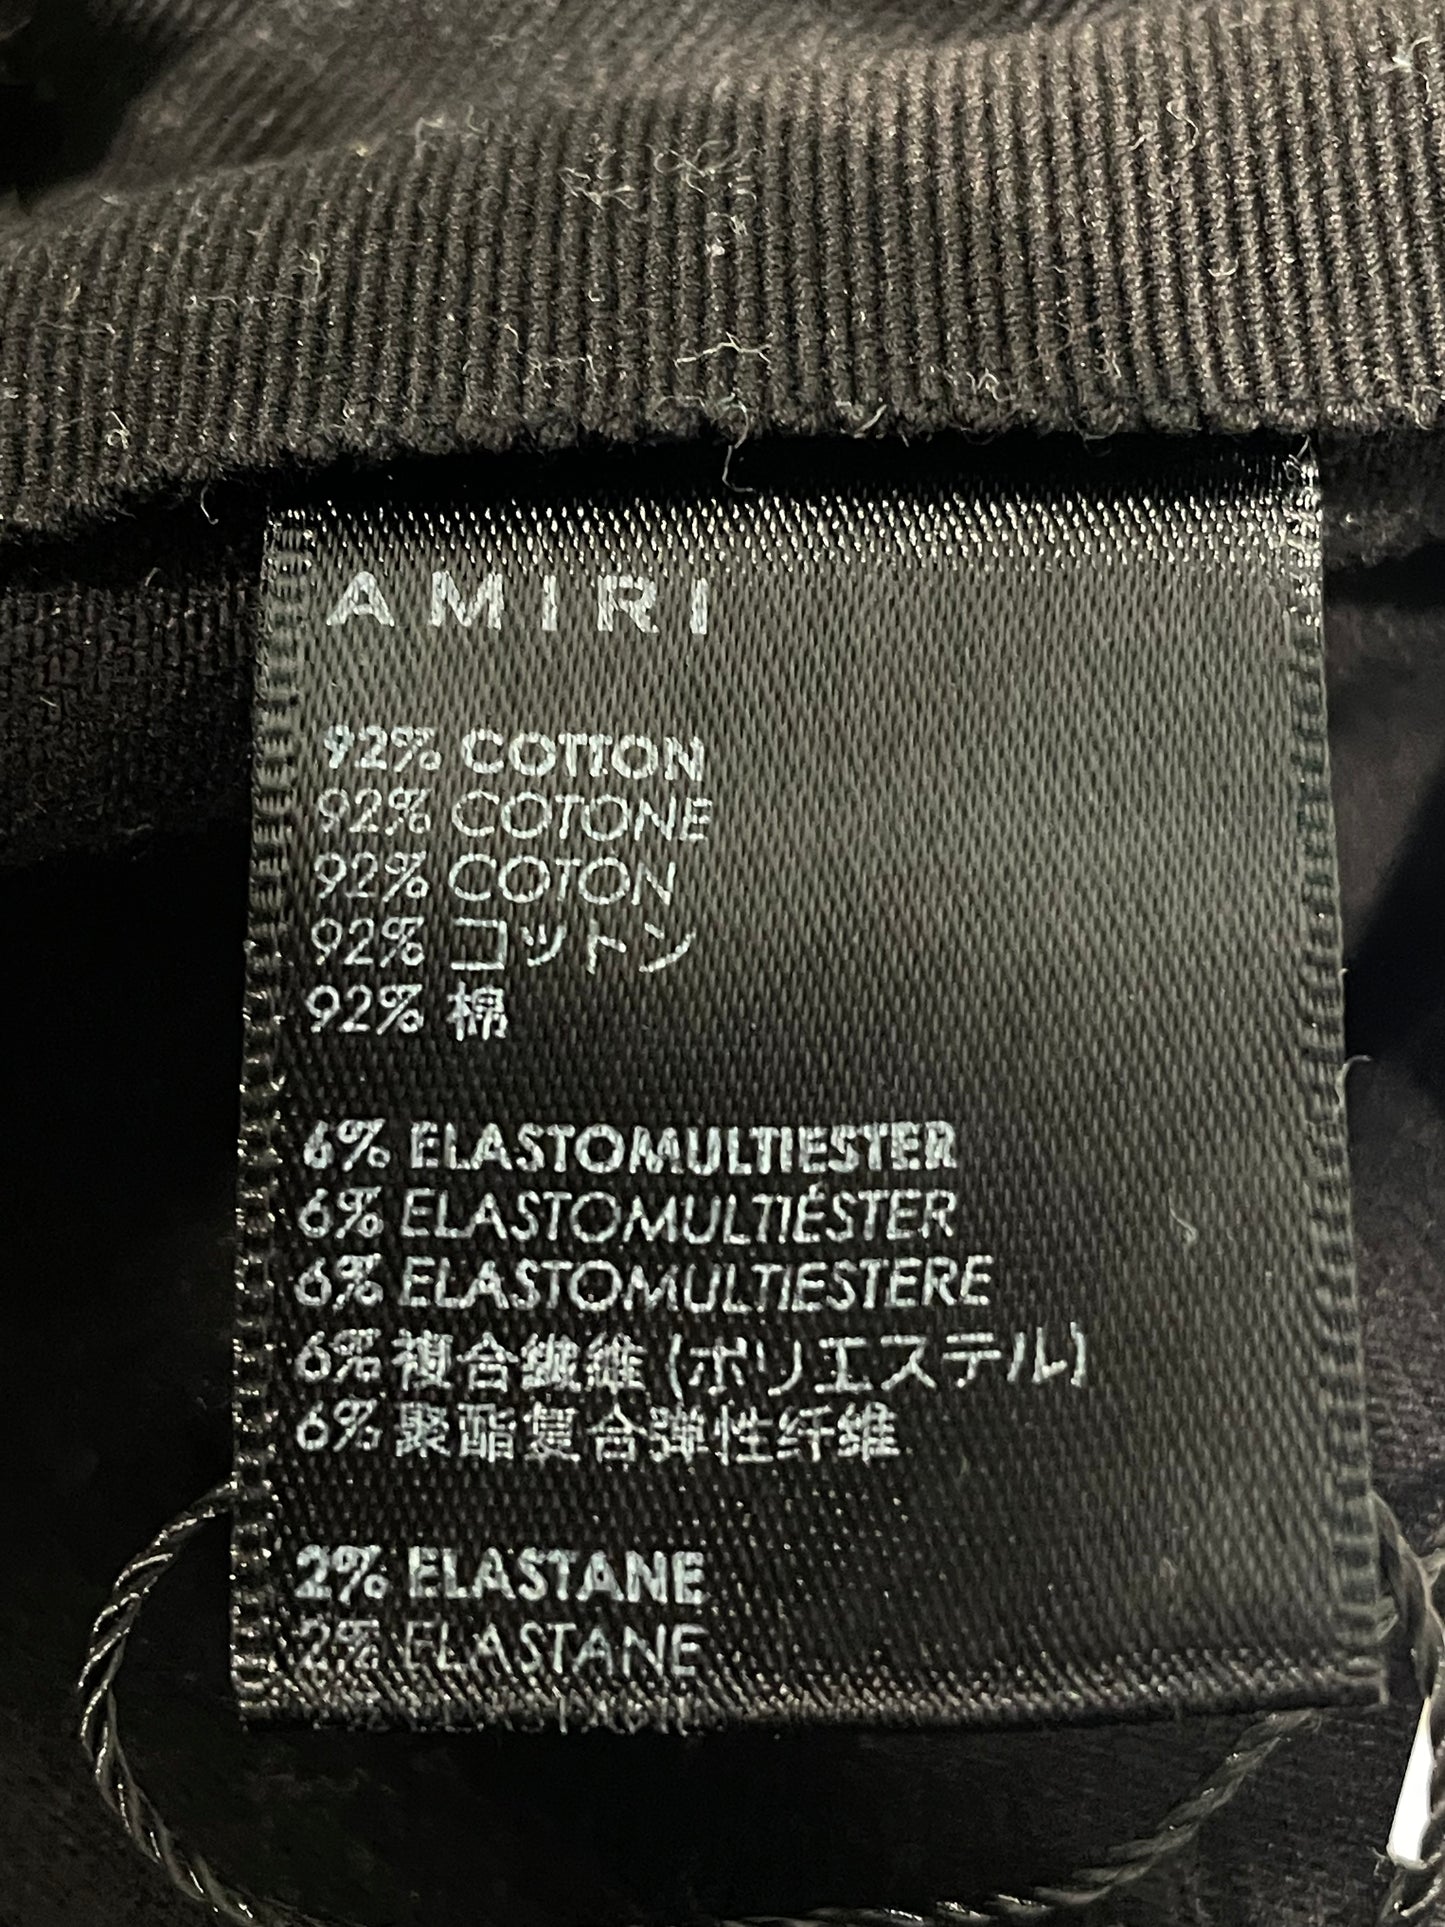 AMIRI
92% COTTON
92% COTONE
92% COTON
92% コットン
92% 棉
6% ELASTOMULTIESTER
6% ELASTOMULTIÉSTER
6% ELASTOMULTIESTERE
6% 複合繊維 (ポリエステル)
6% 聚酯复合弹性纤维
2% ELASTANE
2% ELASTANE